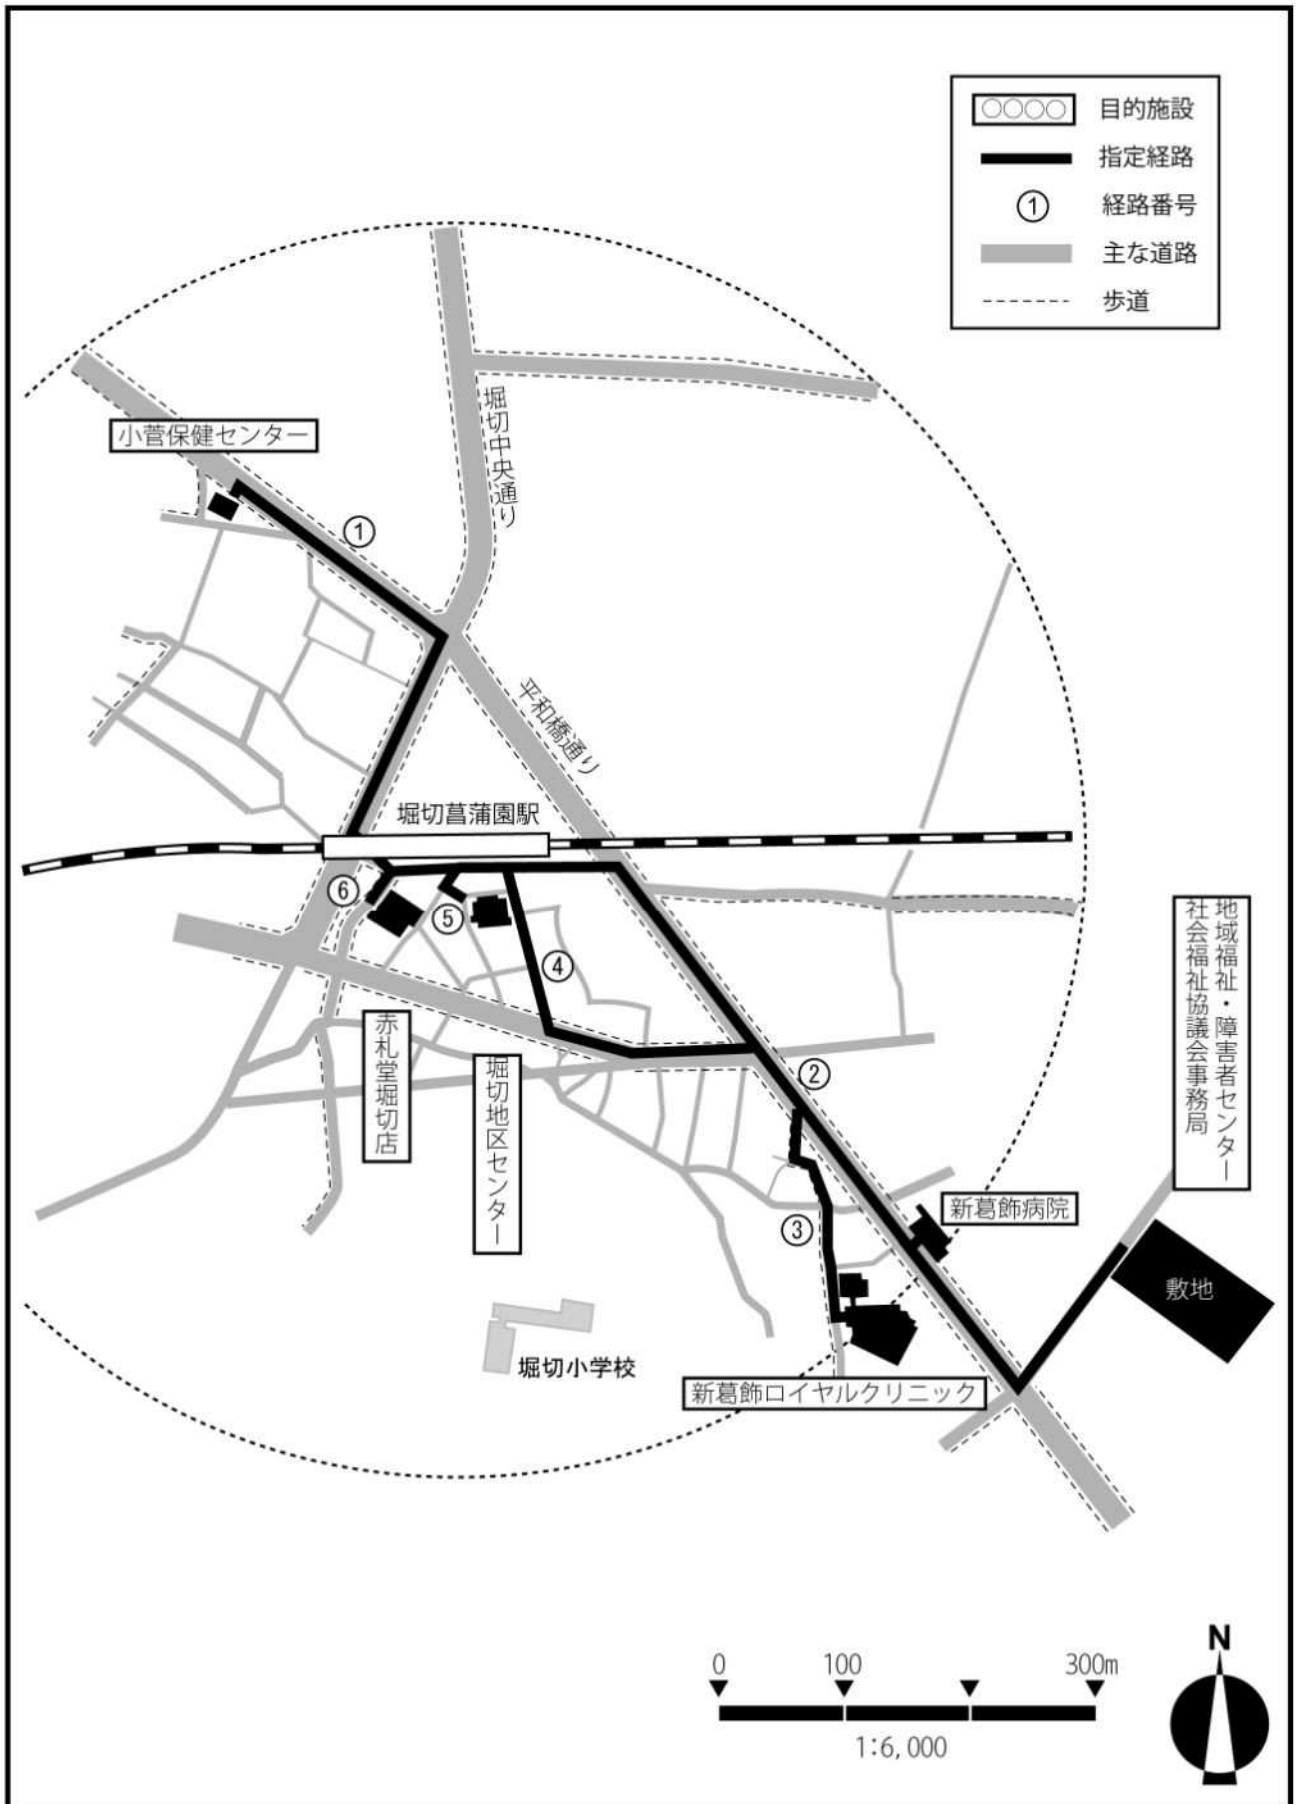 ○○○○ 目的施設
指定経路
① 経路番号
主な道路
歩道
堀切中央通り
小菅保健センター
①
平和橋通り
堀切菖蒲園駅
⑥
⑤
④
地域福祉・障害者センター
社会福祉協議会事務局
赤札堂堀切店
堀切地区センター
②
③
新葛飾病院
敷地
堀切小学校
新葛飾ロイヤルクリニック
N
0 100 300m
1:6,000